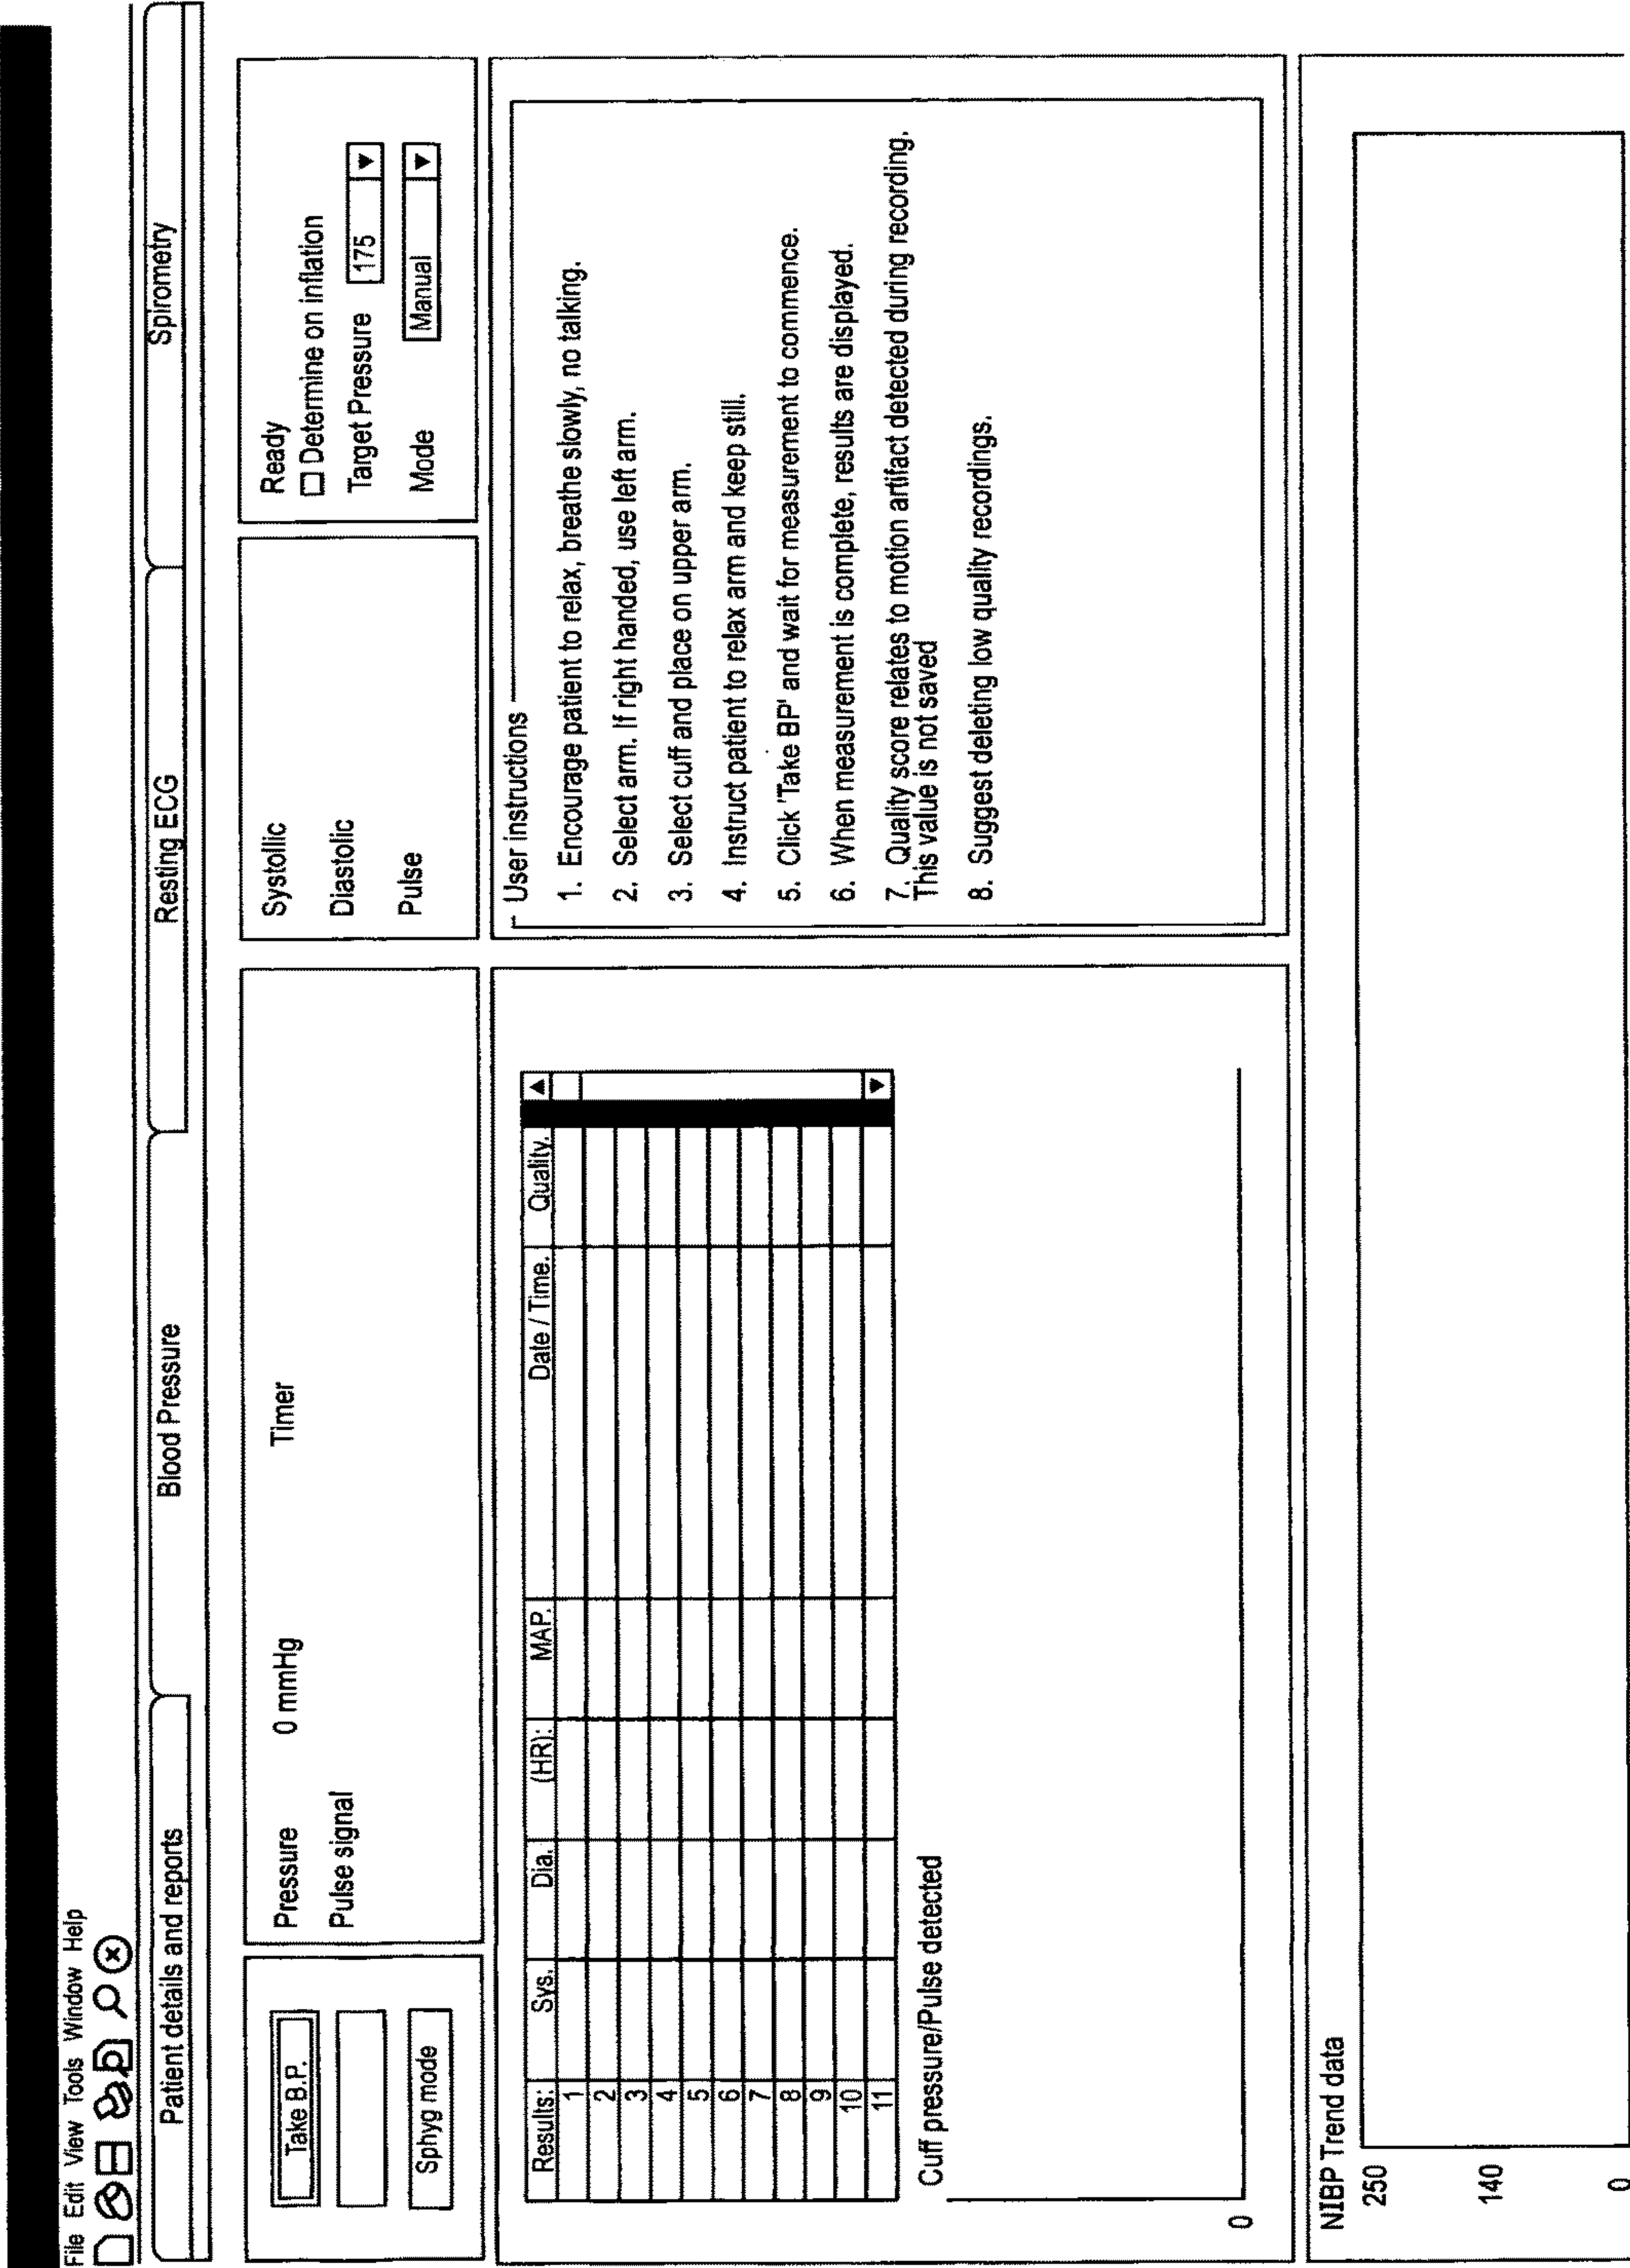 File Edit View Tools Window Help
Patient details and reports
Blood Pressure
Resting ECG
Spirometry
Take B.P.
Sphyg mode
Pressure 0 mmHg Timer
Pulse signal
Systollic
Diastolic
Pulse
Ready
Determine on inflation
Target Pressure 175
Mode Manual
Results: Sys. Dia. (HR): MAP. Date / Time. Quality.
1
2
3
4
5
6
7
8
9
10
11
Cuff pressure/Pulse detected
0
User instructions
1. Encourage patient to relax, breathe slowly, no talking.
2. Select arm. If right handed, use left arm.
3. Select cuff and place on upper arm.
4. Instruct patient to relax arm and keep still.
5. Click 'Take BP' and wait for measurement to commence.
6. When measurement is complete, results are displayed.
7. Quality score relates to motion artifact detected during recording.
This value is not saved
8. Suggest deleting low quality recordings.
NIBP Trend data
250
140
0